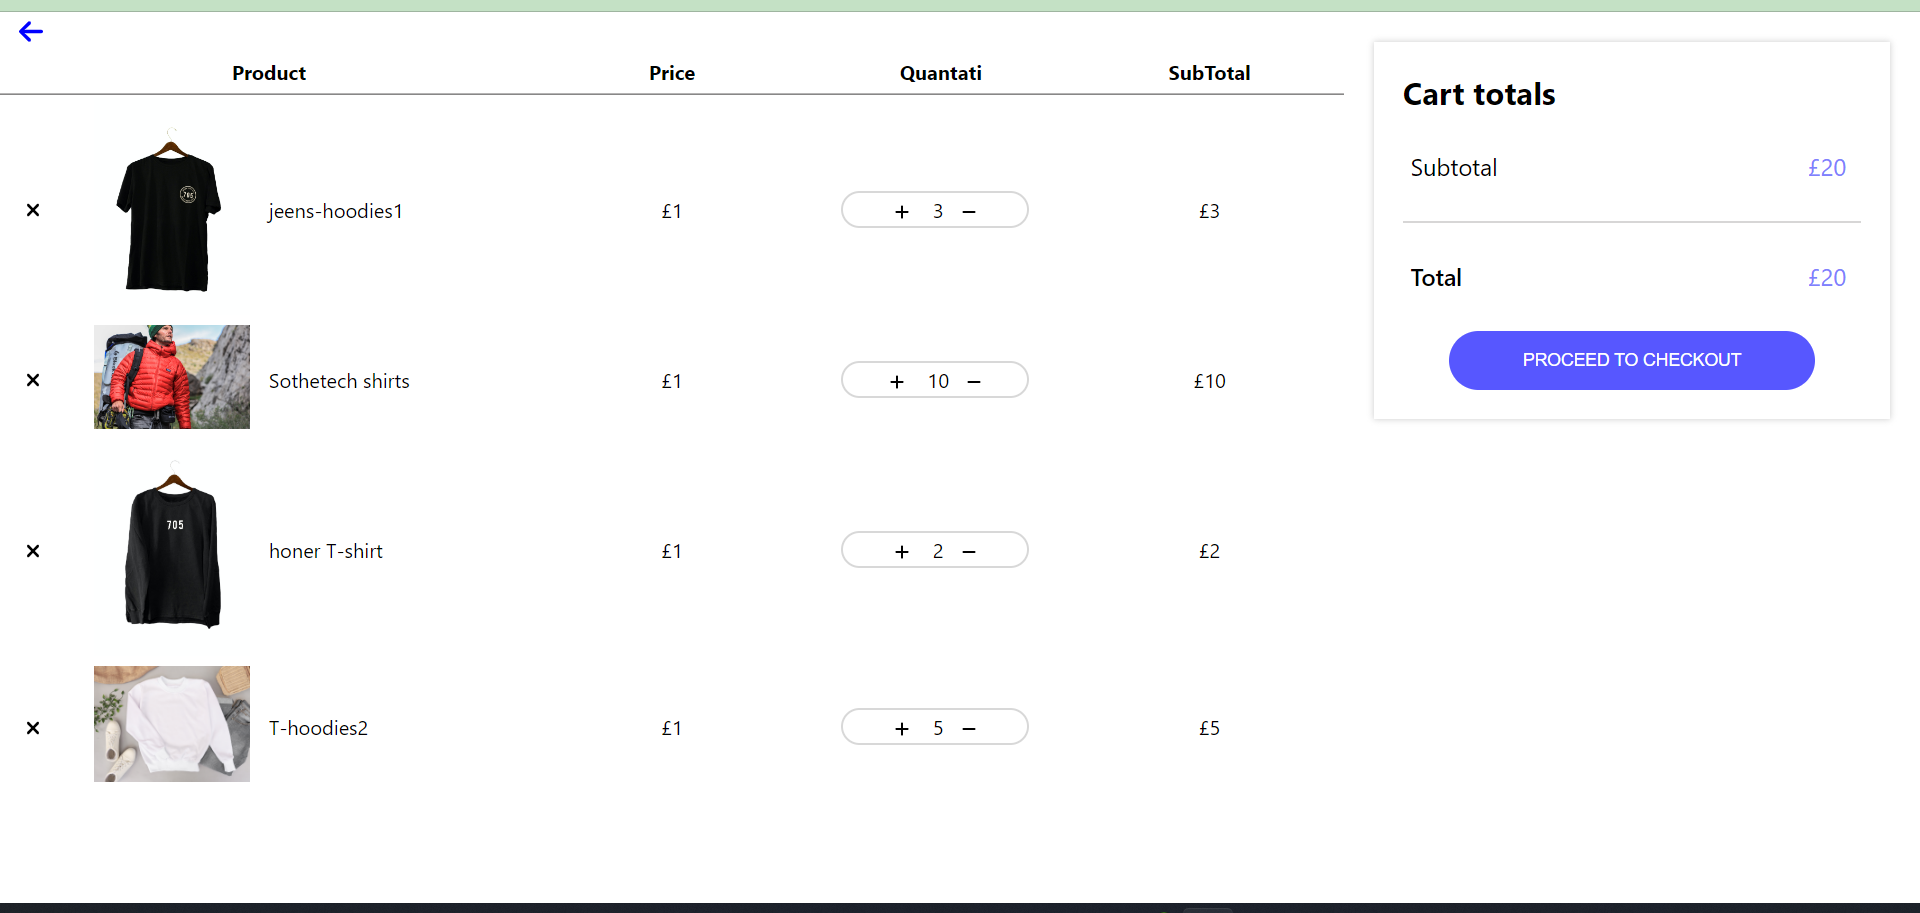 Product Price Quantati SubTotal
705
jeens-hoodies1 £1 + 3 − £3
Sothetech shirts £1 + 10 − £10
705
honer T-shirt £1 + 2 − £2
T-hoodies2 £1 + 5 − £5
Cart totals
Subtotal £20
Total £20
PROCEED TO CHECKOUT